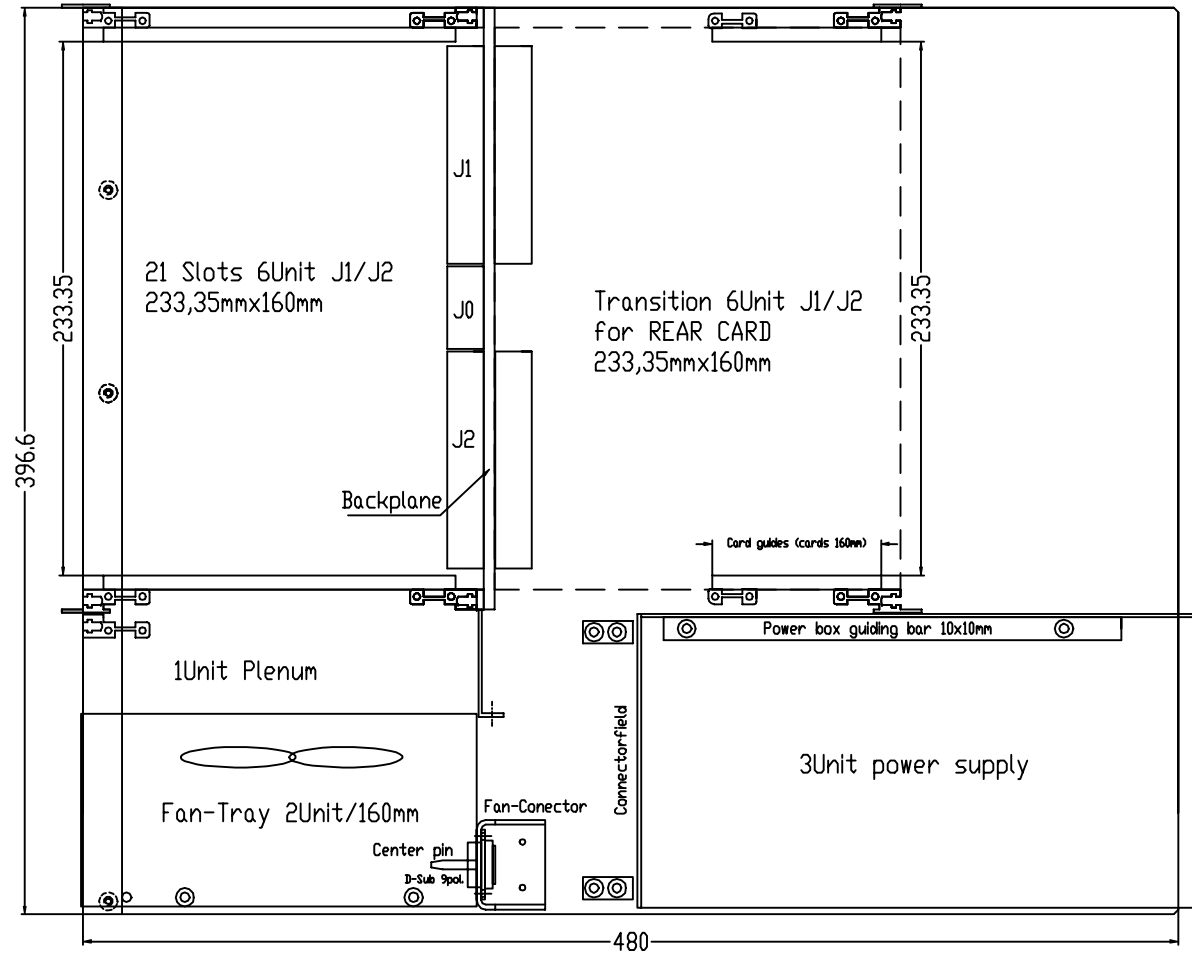 J1
21 Slots 6Unit J1/J2
233,35mmx160mm
233.35
J0
Transition 6Unit J1/J2
for REAR CARD
233,35mmx160mm
233.35
J2
396.6
Backplane
Card guides (cards 160mm)
Power box guiding bar 10x10mm
1Unit Plenum
Connectorfield
3Unit power supply
Fan-Tray 2Unit/160mm
Fan-Conector
Center pin
D-Sub 9pol.
480